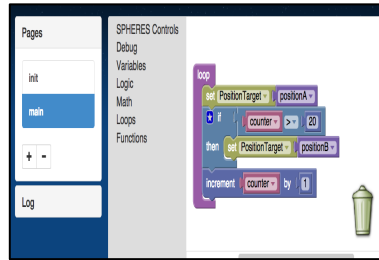 Pages
init
main
+ -
Log
SPHERES Controls
Debug
Variables
Logic
Math
Loops
Functions
loop
set PositionTarget positionA
if counter > 20
then set PositionTarget positionB
increment counter by 1